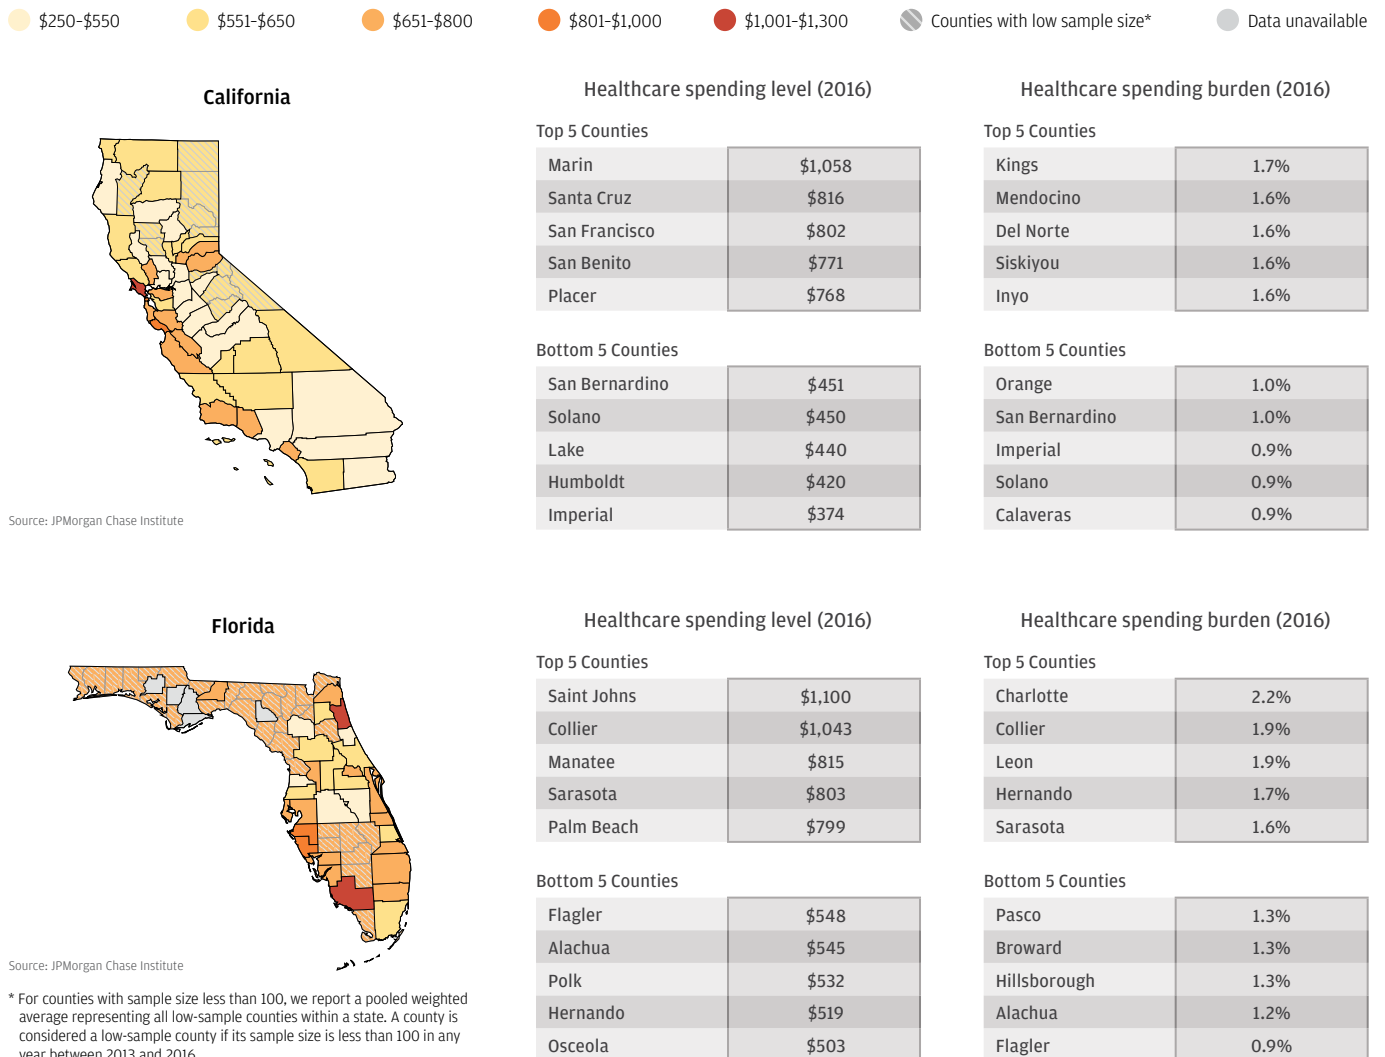 $250-$550 $551-$650 $651-$800 $801-$1,000 $1,001-$1,300 Counties with low sample size* Data unavailable
California
Healthcare spending level (2016)
Top 5 Counties
Marin $1,058
Santa Cruz $816
San Francisco $802
San Benito $771
Placer $768
Bottom 5 Counties
San Bernardino $451
Solano $450
Lake $440
Humboldt $420
Imperial $374
Healthcare spending burden (2016)
Top 5 Counties
Kings 1.7%
Mendocino 1.6%
Del Norte 1.6%
Siskiyou 1.6%
Inyo 1.6%
Bottom 5 Counties
Orange 1.0%
San Bernardino 1.0%
Imperial 0.9%
Solano 0.9%
Calaveras 0.9%
Source: JPMorgan Chase Institute
Florida
Healthcare spending level (2016)
Top 5 Counties
Saint Johns $1,100
Collier $1,043
Manatee $815
Sarasota $803
Palm Beach $799
Bottom 5 Counties
Flagler $548
Alachua $545
Polk $532
Hernando $519
Osceola $503
Healthcare spending burden (2016)
Top 5 Counties
Charlotte 2.2%
Collier 1.9%
Leon 1.9%
Hernando 1.7%
Sarasota 1.6%
Bottom 5 Counties
Pasco 1.3%
Broward 1.3%
Hillsborough 1.3%
Alachua 1.2%
Flagler 0.9%
Source: JPMorgan Chase Institute
* For counties with sample size less than 100, we report a pooled weighted
average representing all low-sample counties within a state. A county is
considered a low-sample county if its sample size is less than 100 in any
year between 2013 and 2016